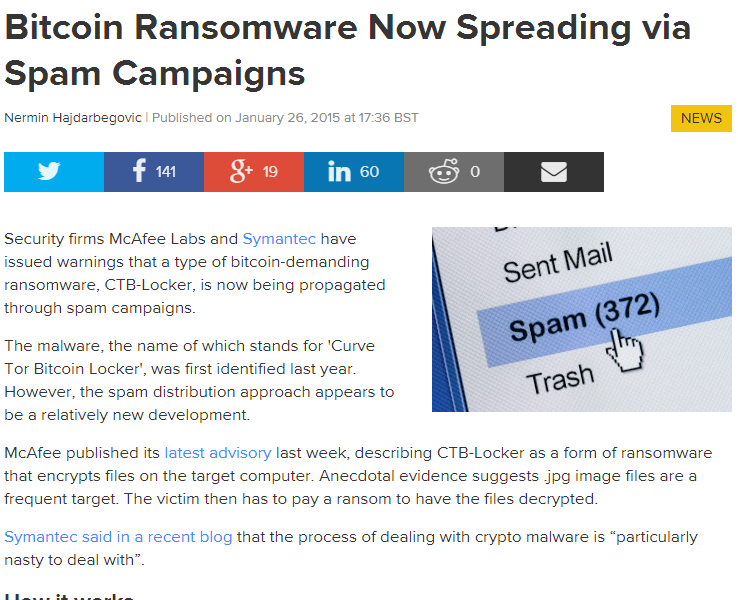 Bitcoin Ransomware Now Spreading via
Spam Campaigns
Nermin Hajdarbegovic | Published on January 26, 2015 at 17:36 BST
NEWS
f 141
g+ 19
in 60
0
Security firms McAfee Labs and Symantec have
issued warnings that a type of bitcoin-demanding
ransomware, CTB-Locker, is now being propagated
through spam campaigns.
Sent Mail
Spam (372)
Trash
The malware, the name of which stands for 'Curve
Tor Bitcoin Locker', was first identified last year.
However, the spam distribution approach appears to
be a relatively new development.
McAfee published its latest advisory last week, describing CTB-Locker as a form of ransomware
that encrypts files on the target computer. Anecdotal evidence suggests .jpg image files are a
frequent target. The victim then has to pay a ransom to have the files decrypted.
Symantec said in a recent blog that the process of dealing with crypto malware is “particularly
nasty to deal with”.
How it works